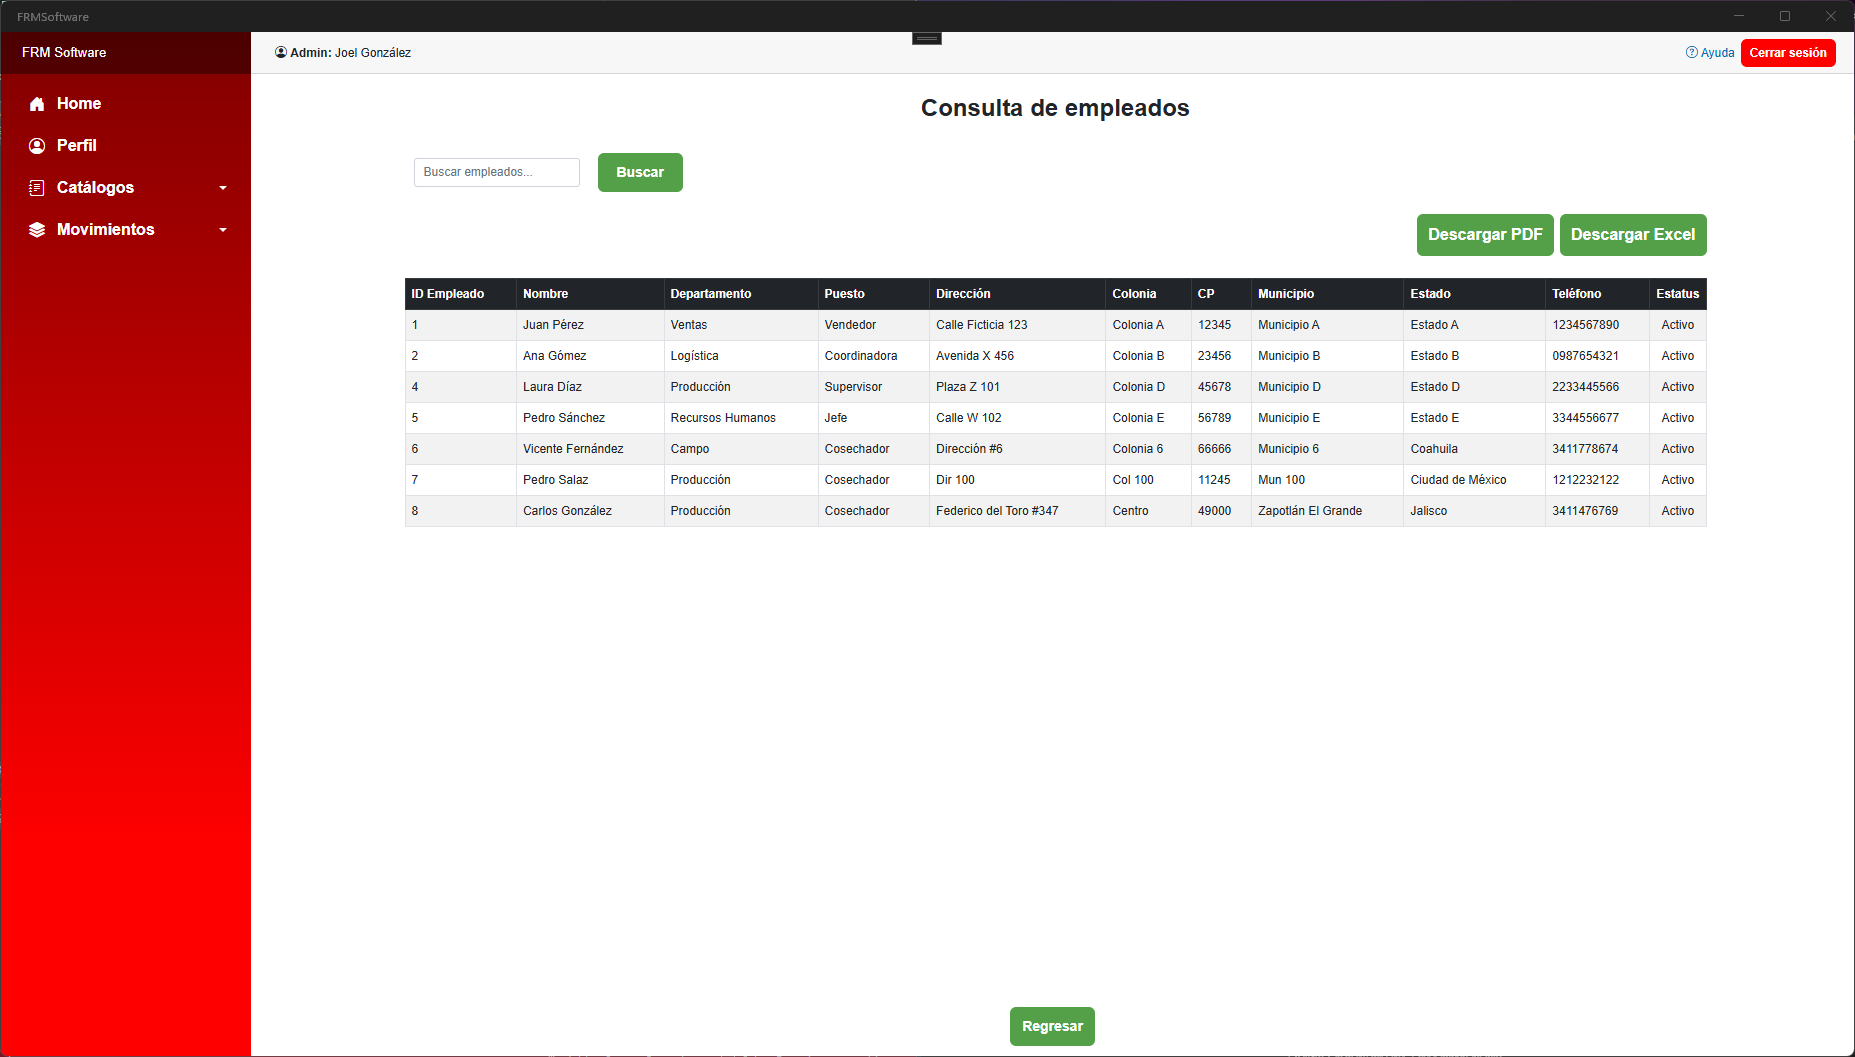 FRMSoftware
FRM Software
Admin: Joel González
Ayuda
Cerrar sesión
Home
Perfil
Catálogos
Movimientos
Consulta de empleados
Buscar empleados...
Buscar
Descargar PDF
Descargar Excel
ID Empleado Nombre Departamento Puesto Dirección Colonia CP Municipio Estado Teléfono Estatus
1 Juan Pérez Ventas Vendedor Calle Ficticia 123 Colonia A 12345 Municipio A Estado A 1234567890 Activo
2 Ana Gómez Logística Coordinadora Avenida X 456 Colonia B 23456 Municipio B Estado B 0987654321 Activo
4 Laura Díaz Producción Supervisor Plaza Z 101 Colonia D 45678 Municipio D Estado D 2233445566 Activo
5 Pedro Sánchez Recursos Humanos Jefe Calle W 102 Colonia E 56789 Municipio E Estado E 3344556677 Activo
6 Vicente Fernández Campo Cosechador Dirección #6 Colonia 6 66666 Municipio 6 Coahuila 3411778674 Activo
7 Pedro Salaz Producción Cosechador Dir 100 Col 100 11245 Mun 100 Ciudad de México 1212232122 Activo
8 Carlos González Producción Cosechador Federico del Toro #347 Centro 49000 Zapotlán El Grande Jalisco 3411476769 Activo
Regresar